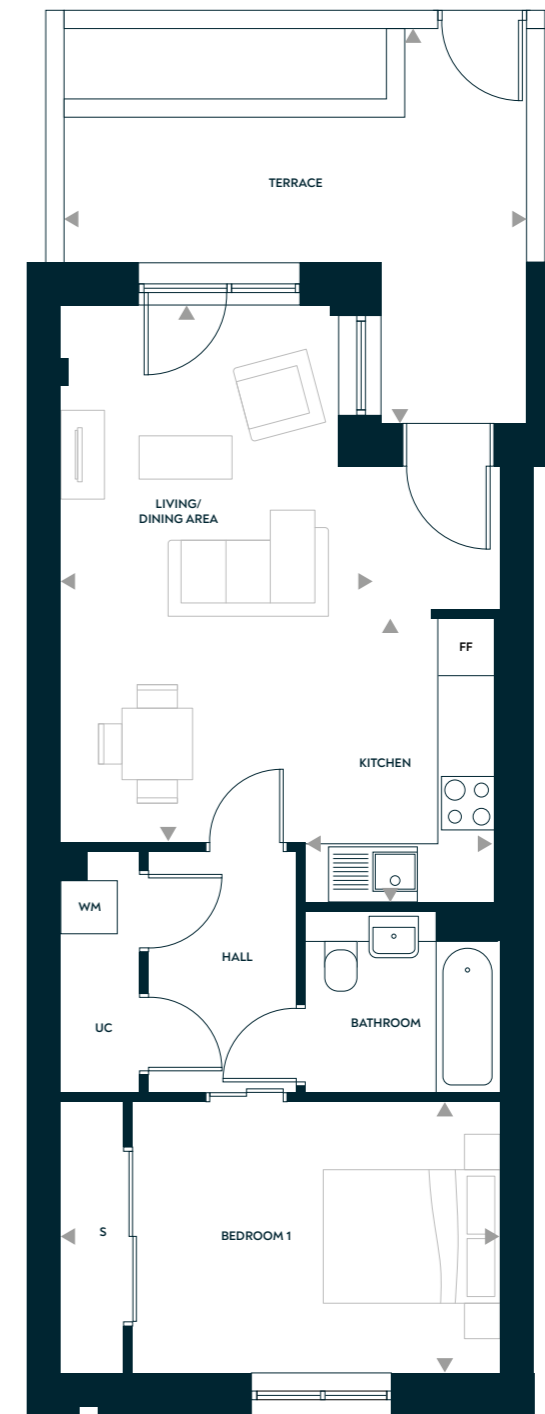 TERRACE
LIVING/
DINING AREA
FF
KITCHEN
WM
HALL
UC
BATHROOM
S
BEDROOM 1